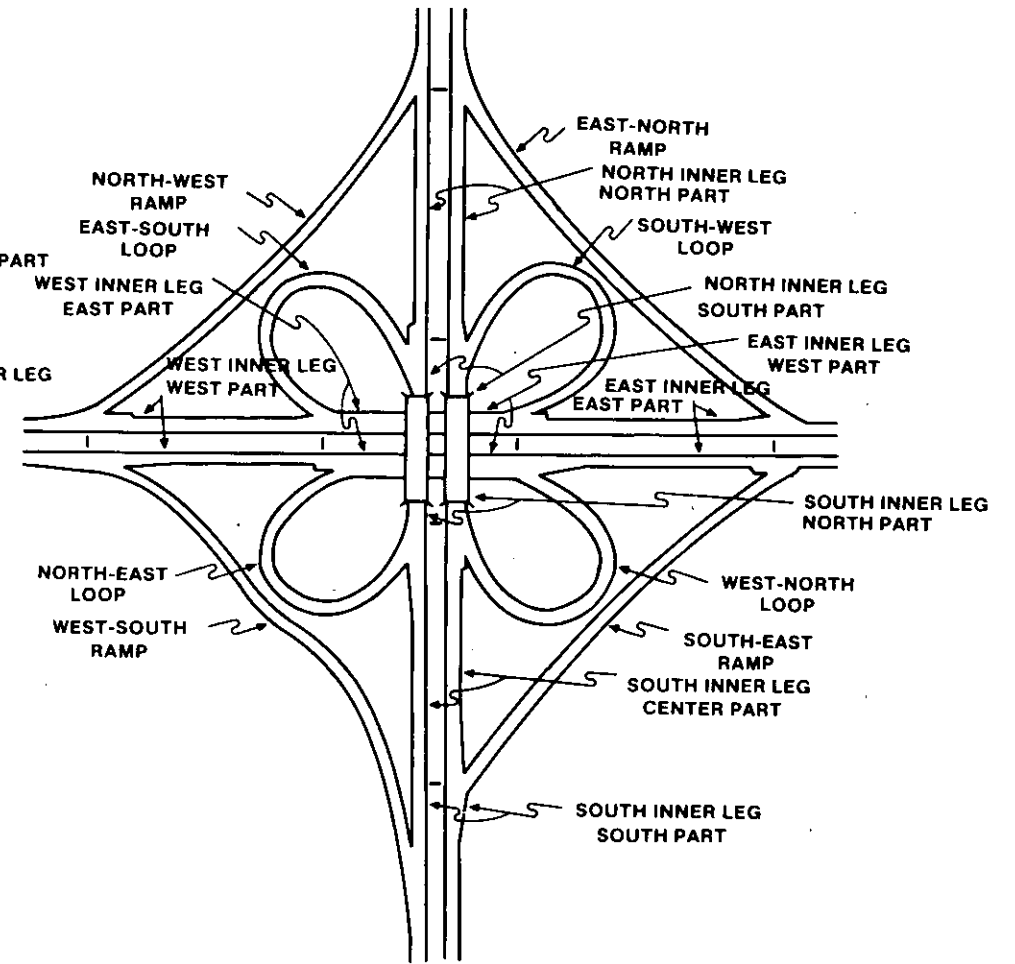 EAST-NORTH
RAMP
NORTH INNER LEG
NORTH PART
NORTH-WEST
RAMP
EAST-SOUTH
LOOP
SOUTH-WEST
LOOP
PART
WEST INNER LEG
EAST PART
NORTH INNER LEG
SOUTH PART
EAST INNER LEG
WEST PART
R LEG
WEST INNER LEG
WEST PART
EAST INNER LEG
EAST PART
SOUTH INNER LEG
NORTH PART
NORTH-EAST
LOOP
WEST-NORTH
LOOP
WEST-SOUTH
RAMP
SOUTH-EAST
RAMP
SOUTH INNER LEG
CENTER PART
SOUTH INNER LEG
SOUTH PART